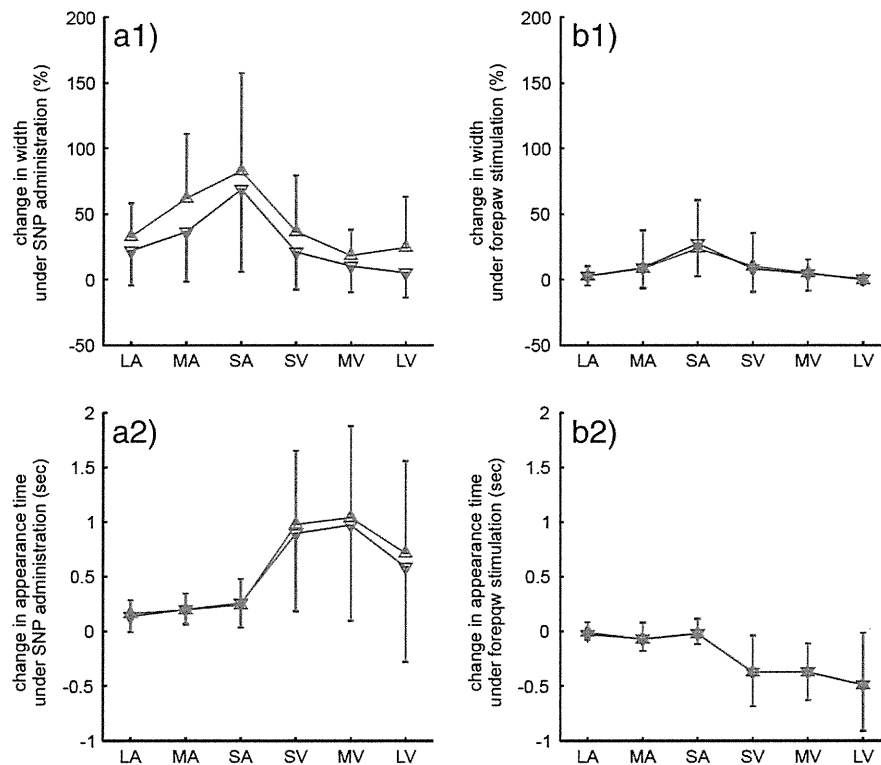 a1)
change in width
under SNP administration (%)
200
150
100
50
0
-50
LA MA SA SV MV LV
b1)
change in width
under forepaw stimulation (%)
200
150
100
50
0
-50
LA MA SA SV MV LV
a2)
change in appearance time
under SNP administration (sec)
2
1.5
1
0.5
0
-0.5
-1
LA MA SA SV MV LV
b2)
change in appearance time
under forepqw stimulation (sec)
2
1.5
1
0.5
0
-0.5
-1
LA MA SA SV MV LV